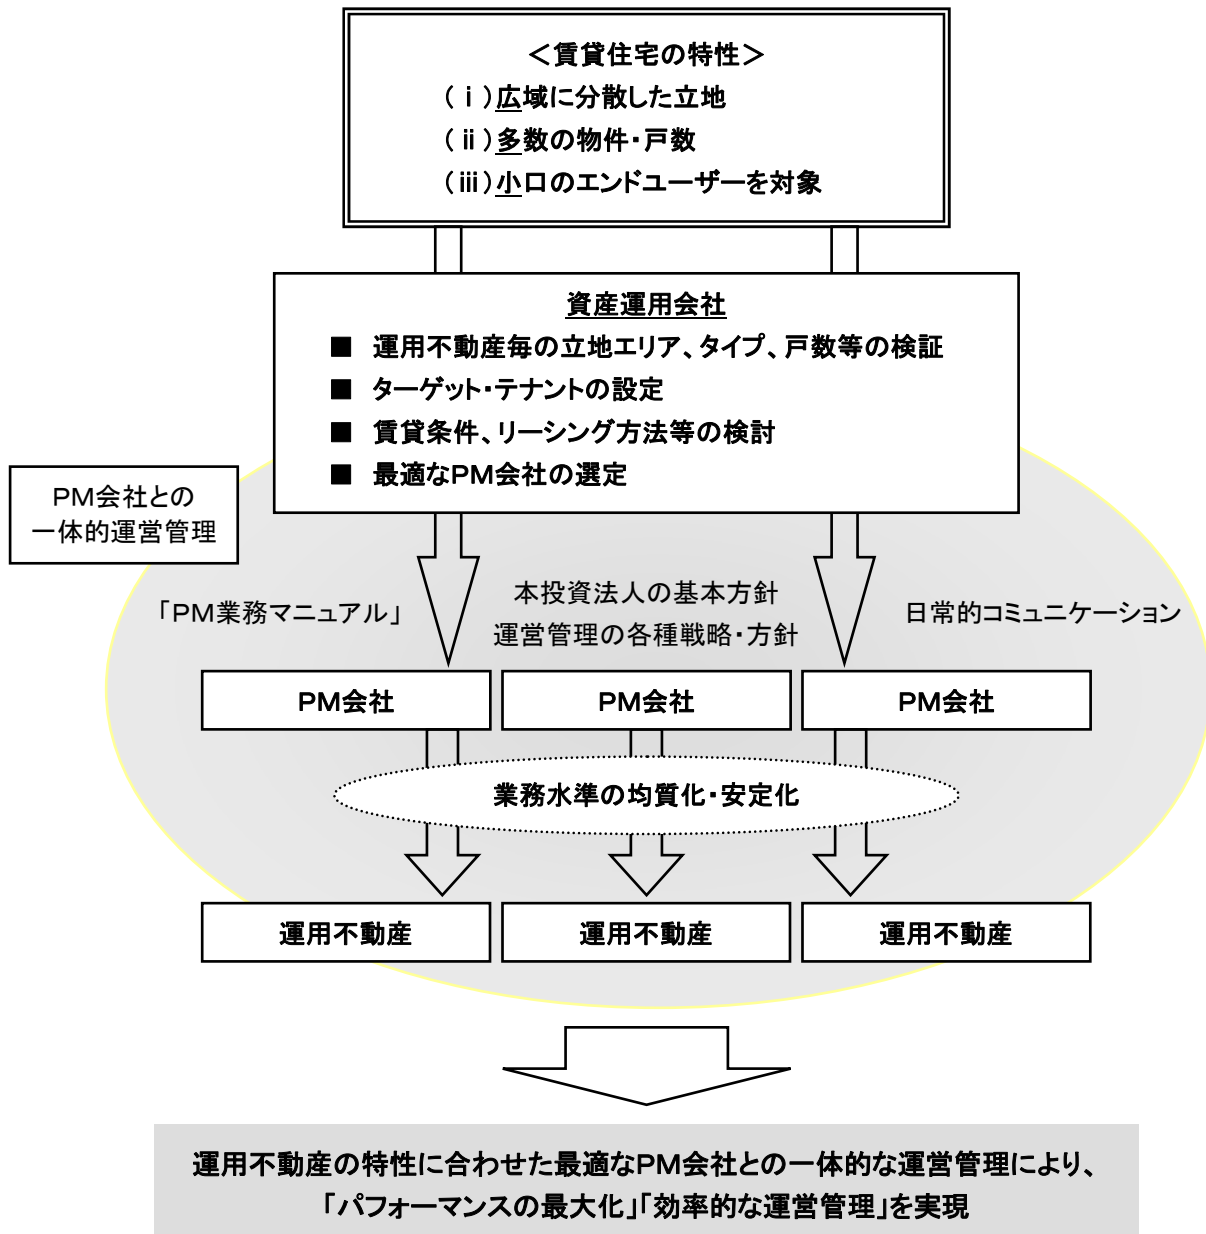 ＜賃貸住宅の特性＞
(ⅰ)広域に分散した立地
(ⅱ)多数の物件・戸数
(ⅲ)小口のエンドユーザーを対象
資産運用会社
■ 運用不動産毎の立地エリア、タイプ、戸数等の検証
■ ターゲット・テナントの設定
■ 賃貸条件、リーシング方法等の検討
■ 最適なPM会社の選定
PM会社との
一体的運営管理
「PM業務マニュアル」
本投資法人の基本方針
運営管理の各種戦略・方針
日常的コミュニケーション
PM会社
PM会社
PM会社
業務水準の均質化・安定化
運用不動産
運用不動産
運用不動産
運用不動産の特性に合わせた最適なPM会社との一体的な運営管理により、
「パフォーマンスの最大化」「効率的な運営管理」を実現